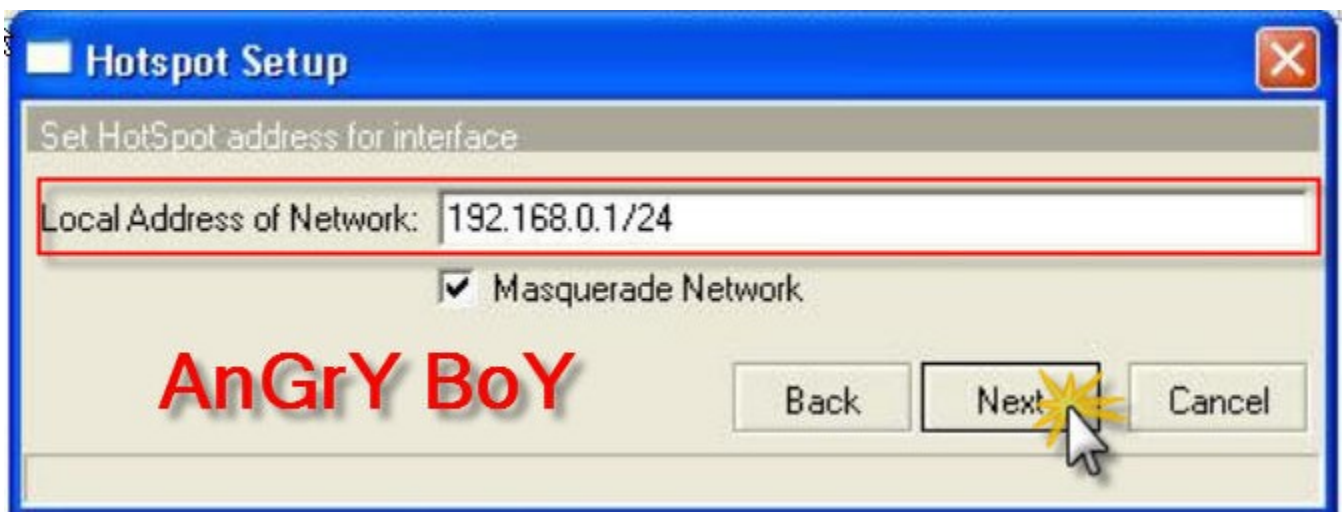 Hotspot Setup
Set HotSpot address for interface
Local Address of Network: 192.168.0.1/24
Masquerade Network
AnGrY BoY
Back Next Cancel